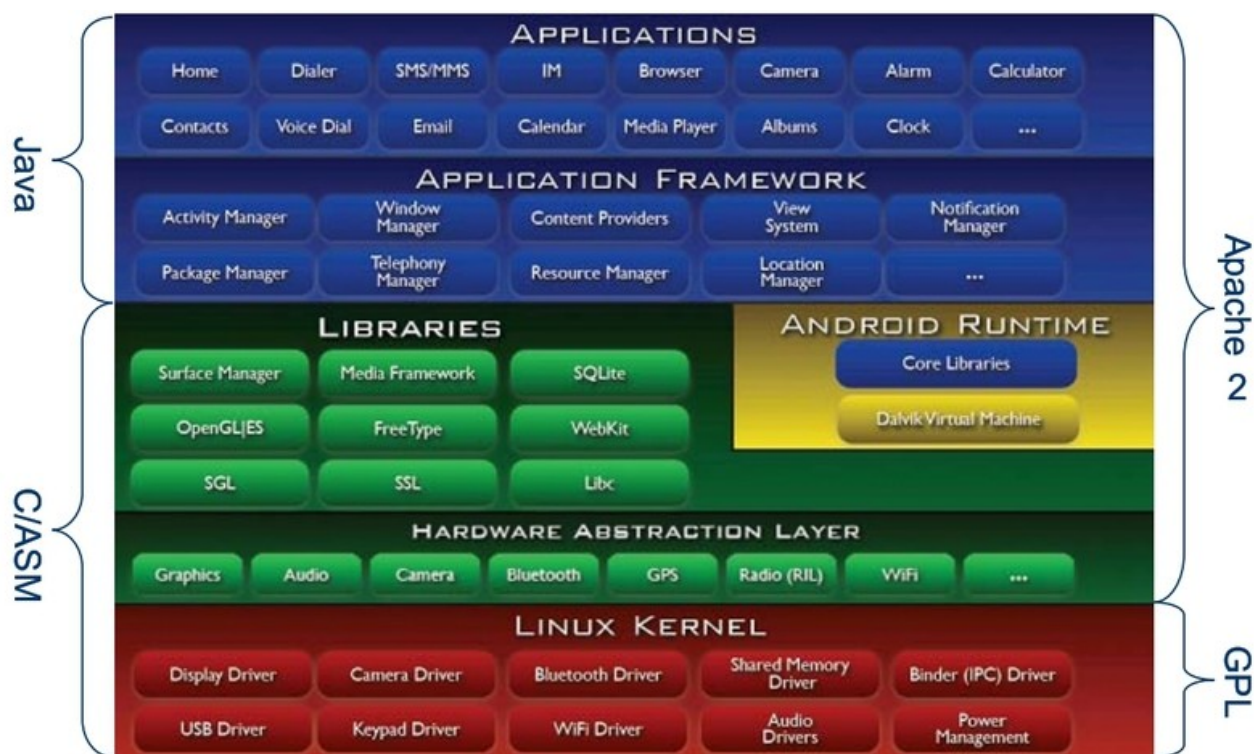 APPLICATIONS
Home Dialer SMS/MMS IM Browser Camera Alarm Calculator
Contacts Voice Dial Email Calendar Media Player Albums Clock ...
Java
APPLICATION FRAMEWORK
Activity Manager Window Manager Content Providers View System Notification Manager
Package Manager Telephony Manager Resource Manager Location Manager ...
Apache 2
LIBRARIES
Surface Manager Media Framework SQLite
OpenGL|ES FreeType WebKit
SGL SSL Libc
ANDROID RUNTIME
Core Libraries
Dalvik Virtual Machine
C/ASM
HARDWARE ABSTRACTION LAYER
Graphics Audio Camera Bluetooth GPS Radio (RIL) WiFi ...
LINUX KERNEL
Display Driver Camera Driver Bluetooth Driver Shared Memory Driver Binder (IPC) Driver
USB Driver Keypad Driver WiFi Driver Audio Drivers Power Management
GPL